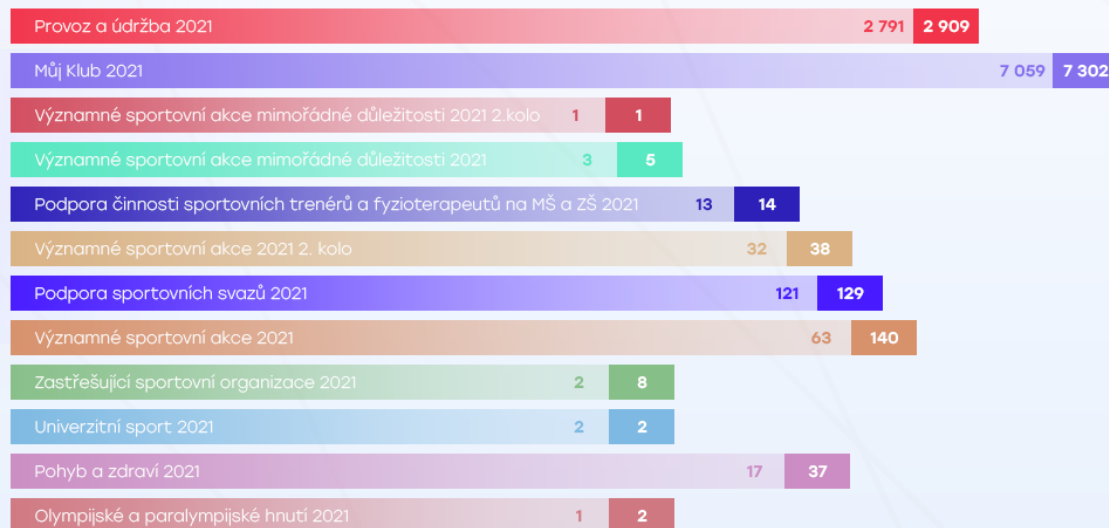 Provoz a údržba 2021 2 791 2 909
Můj Klub 2021 7 059 7 302
Významné sportovní akce mimořádné důležitosti 2021 2.kolo 1 1
Významné sportovní akce mimořádné důležitosti 2021 3 5
Podpora činnosti sportovních trenérů a fyzioterapeutů na MŠ a ZŠ 2021 13 14
Významné sportovní akce 2021 2. kolo 32 38
Podpora sportovních svazů 2021 121 129
Významné sportovní akce 2021 63 140
Zastřešující sportovní organizace 2021 2 8
Univerzitní sport 2021 2 2
Pohyb a zdraví 2021 17 37
Olympijské a paralympijské hnutí 2021 1 2